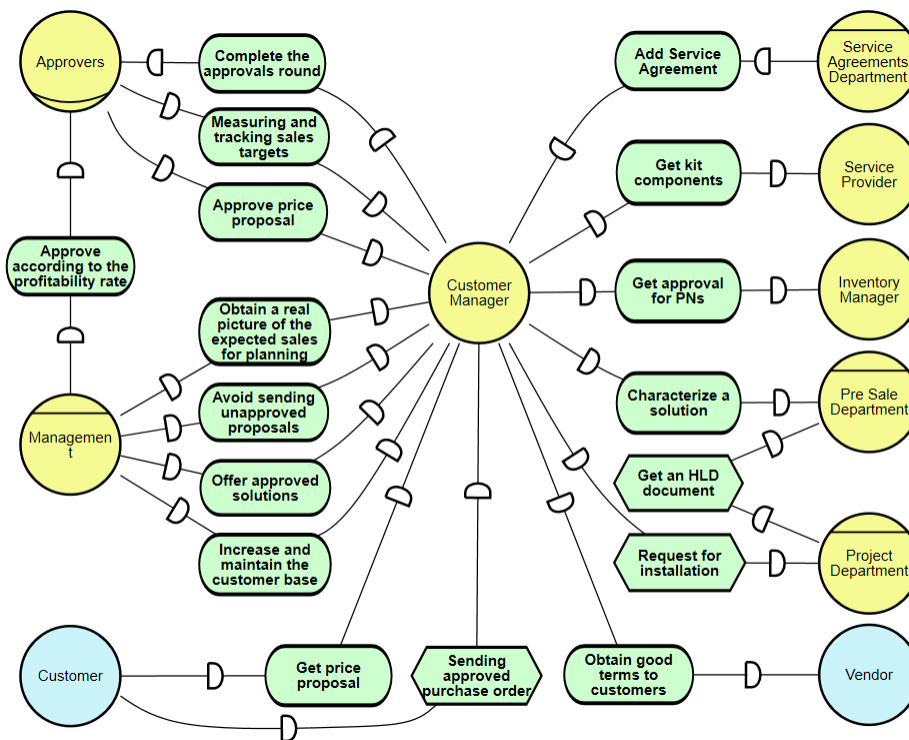 Approvers
Complete the
approvals round
Add Service
Agreement
Service
Agreements
Department
Measuring and
tracking sales
targets
Get kit
components
Service
Provider
Approve price
proposal
Approve
according to the
profitability rate
Customer
Manager
Get approval
for PNs
Inventory
Manager
Obtain a real
picture of the
expected sales
for planning
Avoid sending
unapproved
proposals
Characterize a
solution
Pre Sale
Department
Managemen
t
Offer approved
solutions
Get an HLD
document
Increase and
maintain the
customer base
Request for
installation
Project
Department
Customer
Get price
proposal
Sending
approved
purchase order
Obtain good
terms to
customers
Vendor